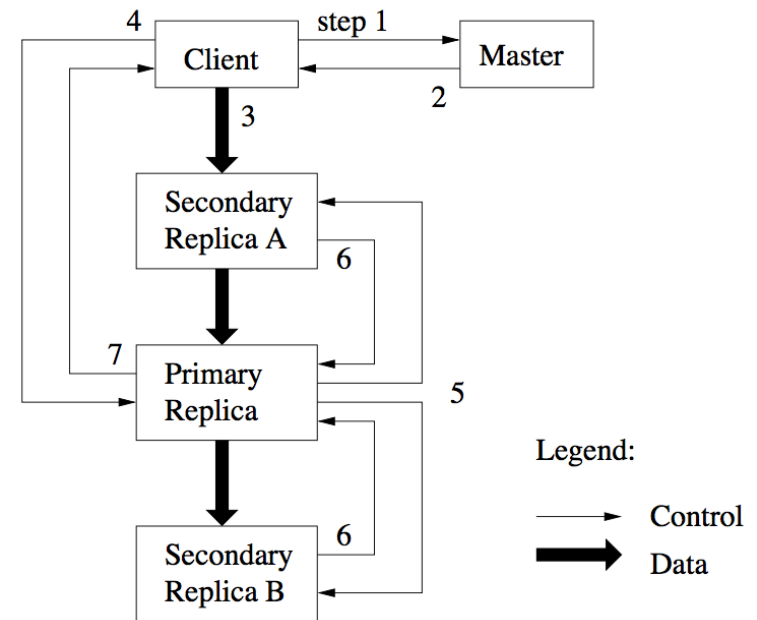 4
step 1
Client
Master
2
3
Secondary
Replica A
6
7
Primary
Replica
5
Legend:
Control
6
Secondary
Replica B
Data